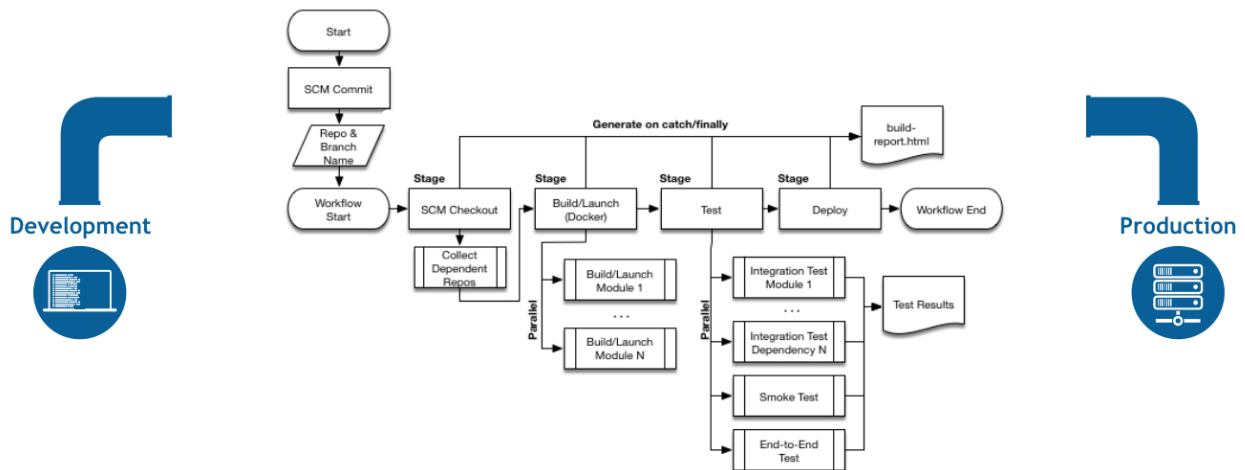 Start
SCM Commit
Repo &
Branch
Name
Generate on catch/finally
build-
report.html
Stage
Stage
Stage
Stage
Workflow
Start
SCM Checkout
Build/Launch
(Docker)
Test
Deploy
Workflow End
Development
Production
Collect
Dependent
Repos
Parallel
Build/Launch
Module 1
...
Build/Launch
Module N
Parallel
Integration Test
Module 1
...
Integration Test
Dependency N
Smoke Test
End-to-End
Test
Test Results